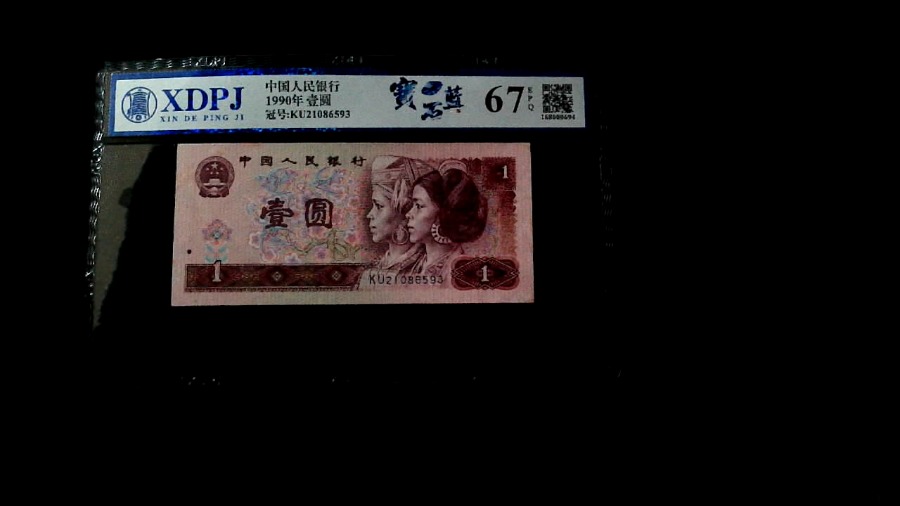 XDPJ
XIN DE PING JI
中国人民银行
1990年 壹圆
冠号:KU21086593
67
EPQ
中国人民银行
1
壹圆
1
KU21086593
1